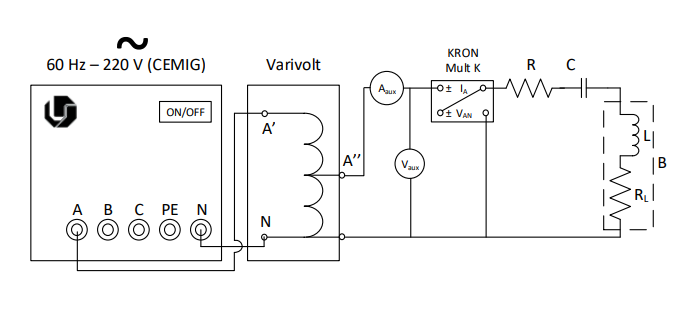 60 Hz – 220 V (CEMIG)
Varivolt
KRON
Mult K
R
C
ON/OFF
A'
A''
N
A B C PE N
Aaux
Vaux
± IA
± VAN
L
B
RL